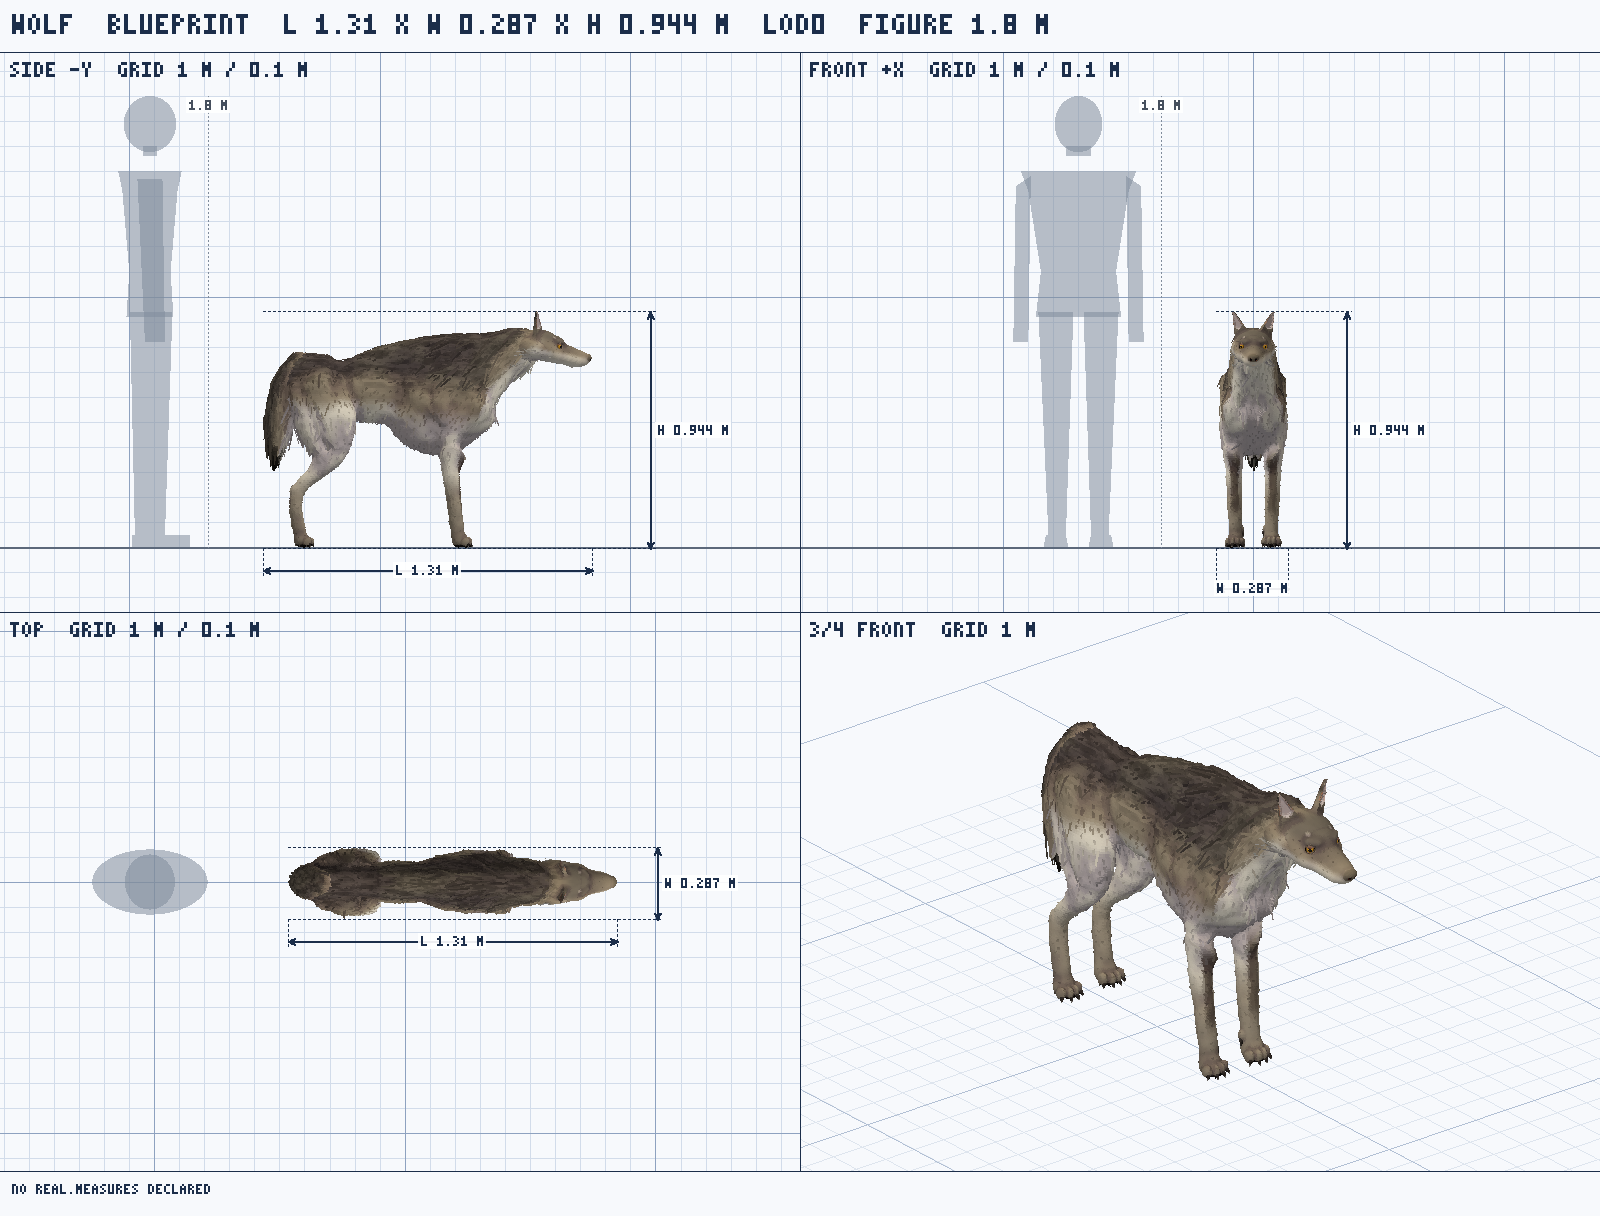 WOLF BLUEPRINT L 1.31 X W 0.287 X H 0.944 M LOD0 FIGURE 1.8 M
SIDE -Y GRID 1 M / 0.1 M
1.8 M
H 0.944 M
L 1.31 M
FRONT +X GRID 1 M / 0.1 M
1.8 M
H 0.944 M
W 0.287 M
TOP GRID 1 M / 0.1 M
W 0.287 M
L 1.31 M
3/4 FRONT GRID 1 M
NO REAL.MEASURES DECLARED